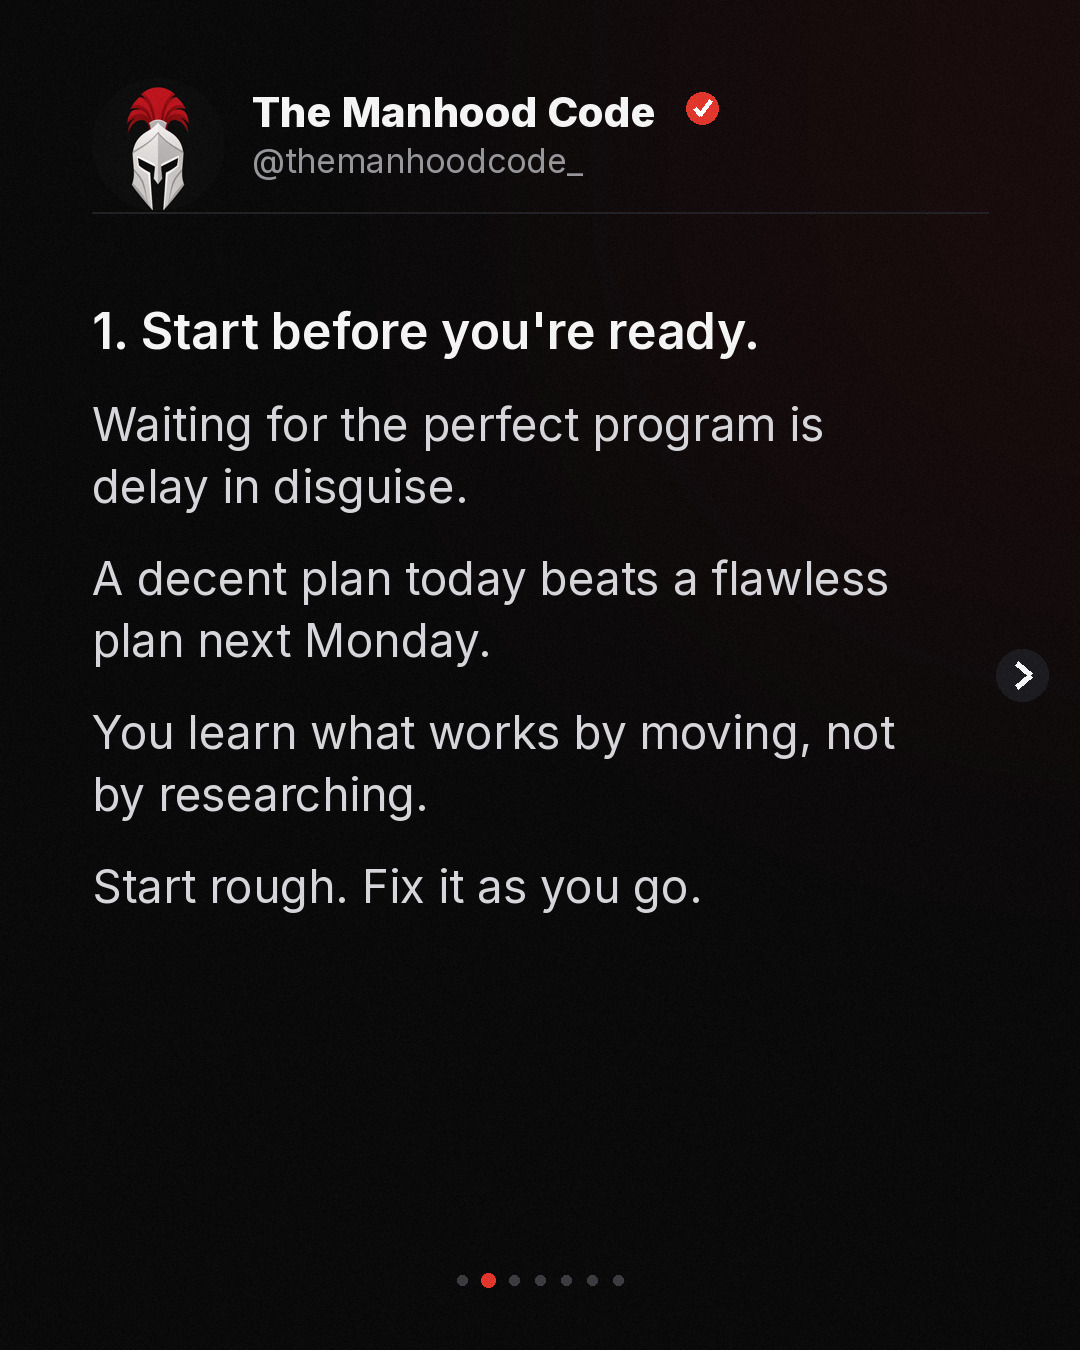 The Manhood Code
@themanhoodcode_
1. Start before you're ready.
Waiting for the perfect program is
delay in disguise.
A decent plan today beats a flawless
plan next Monday.
You learn what works by moving, not
by researching.
Start rough. Fix it as you go.